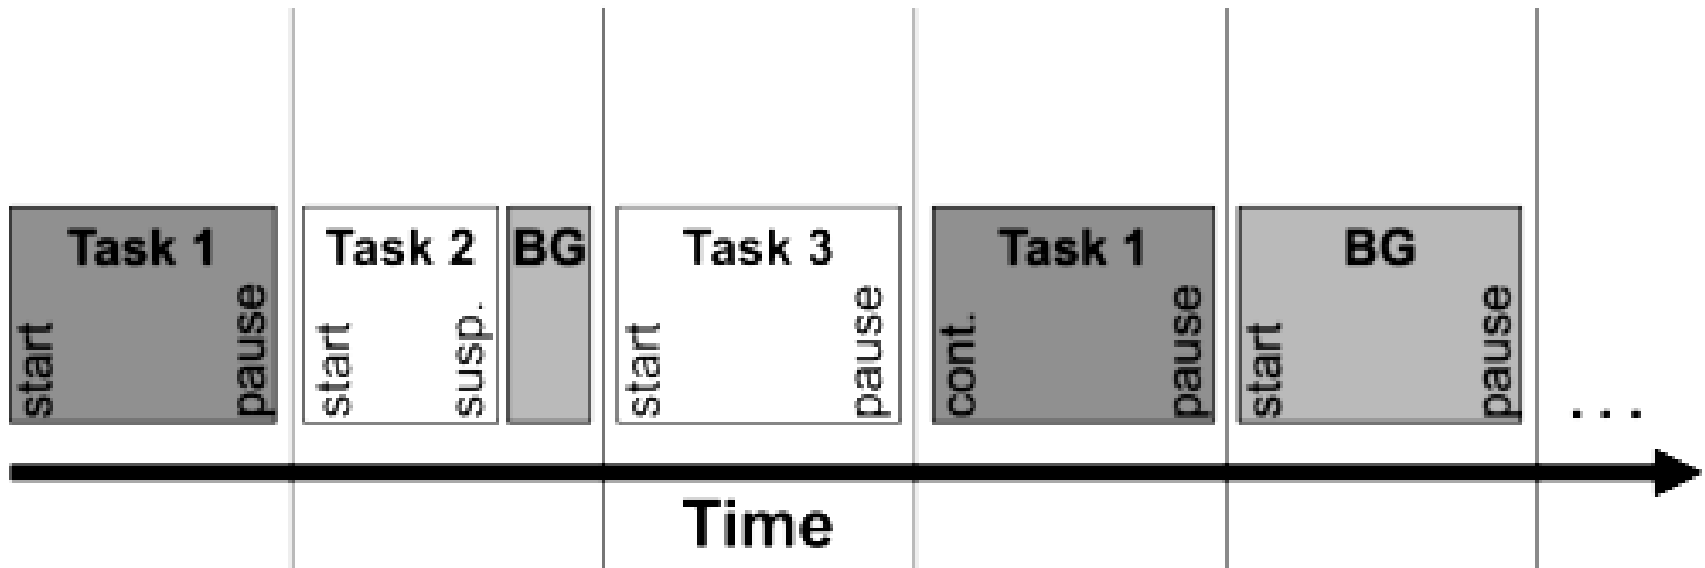 Task 1
start
pause
Task 2
start
susp.
BG
Task 3
start
pause
Task 1
cont.
pause
BG
start
pause
...
Time